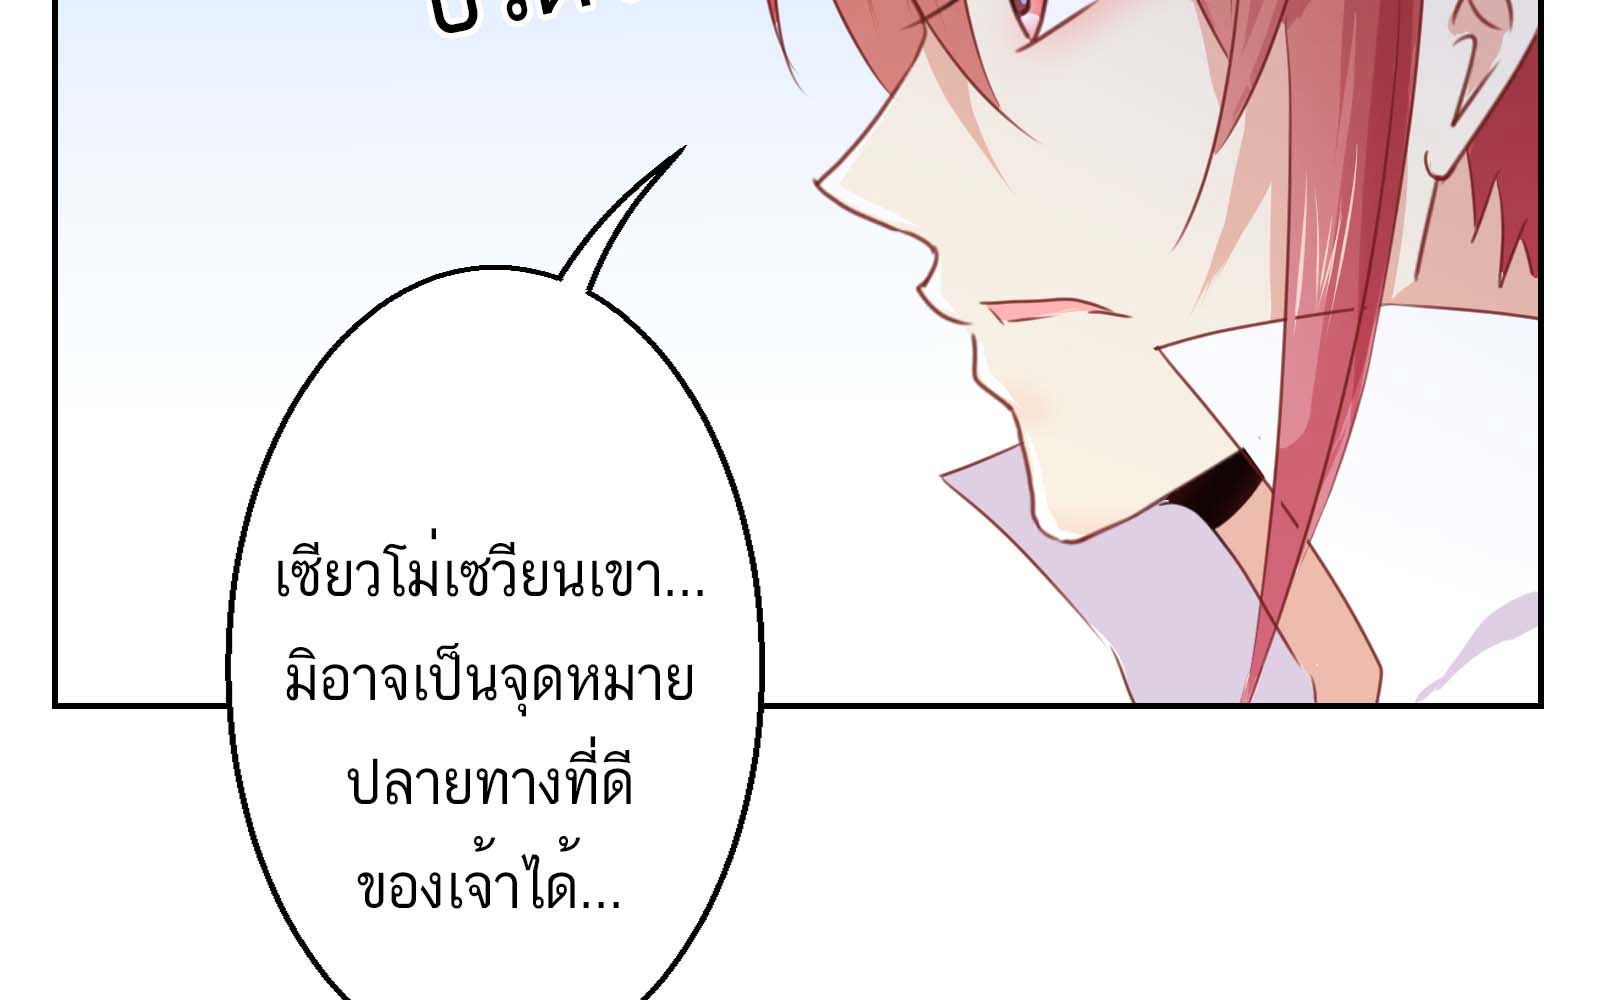 เซียวโม่เซวียนเขา...
มิอาจเป็นจุดหมาย
ปลายทางที่ดี
ของเจ้าได้...